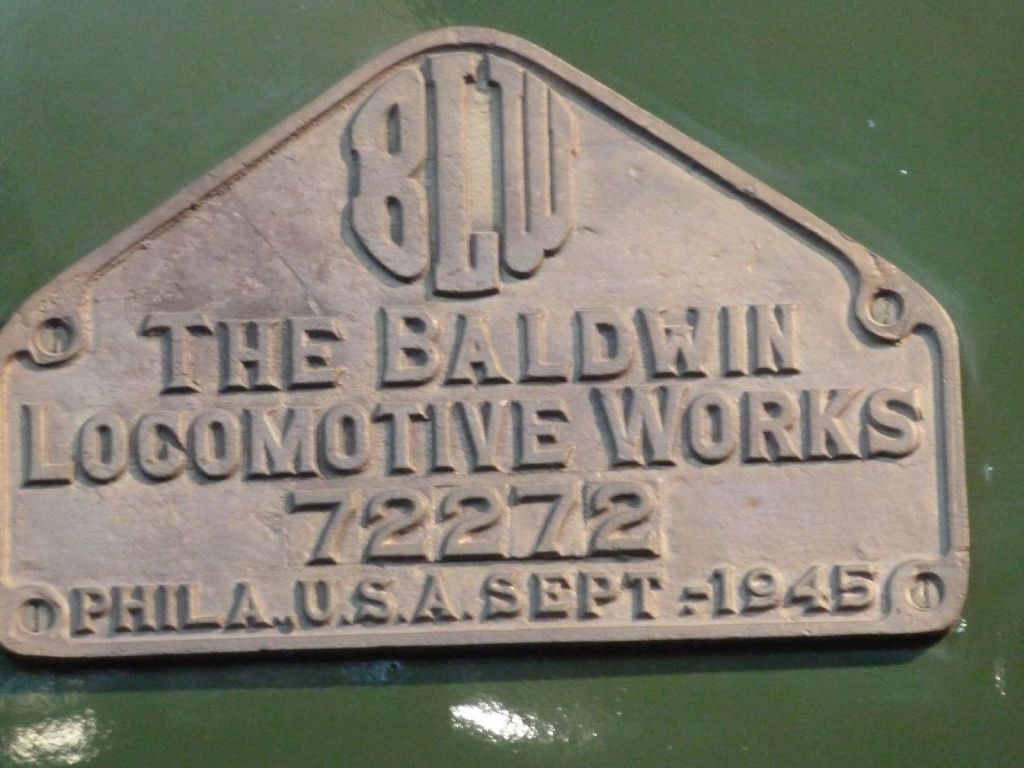 BLW
THE BALDWIN
LOCOMOTIVE WORKS
72272
PHILA., U.S.A. SEPT :-1945